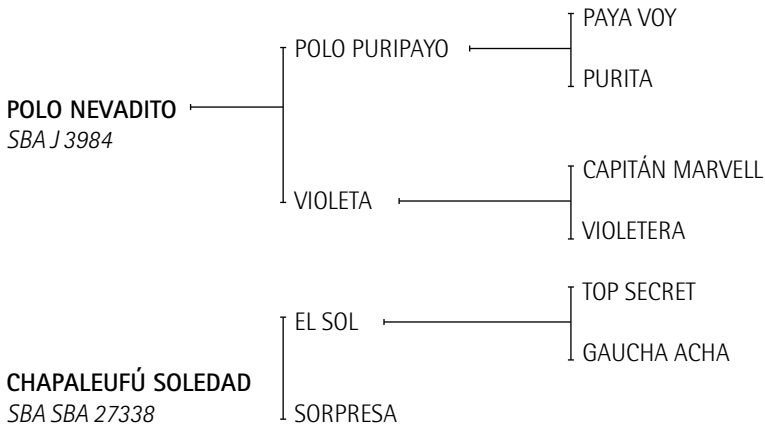 POLO NEVADITO
SBA J 3984
POLO PURIPAYO
PAYA VOY
PURITA
VIOLETA
CAPITÁN MARVELL
VIOLETERA
CHAPALEUFÚ SOLEDAD
SBA SBA 27338
EL SOL
TOP SECRET
GAUCHA ACHA
SORPRESA